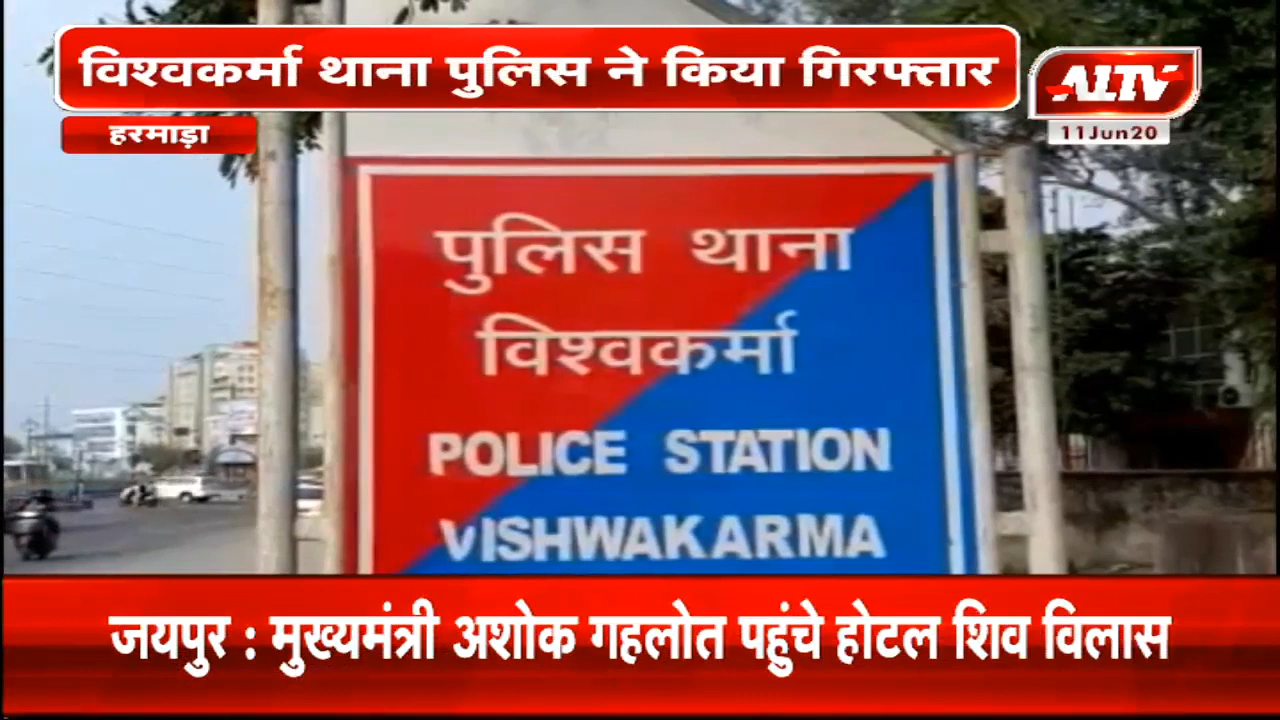 विश्वकर्मा थाना पुलिस ने किया गिरफ्तार
ALTV
हरमाड़ा
11Jun20
पुलिस थाना
विश्वकर्मा
POLICE STATION
VISHWAKARMA
जयपुर : मुख्यमंत्री अशोक गहलोत पहुंचे होटल शिव विलास